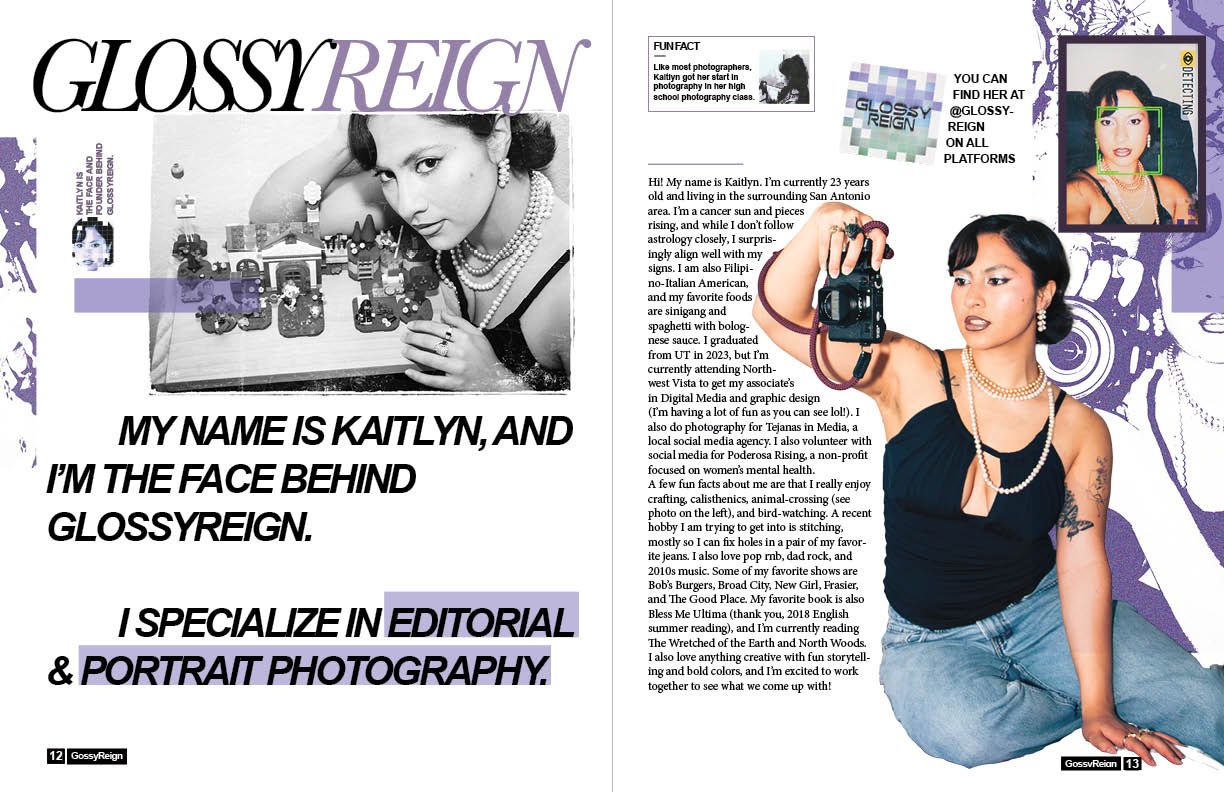 GLOSSYREIGN
KAITLYN IS
THE FACE AND
FOUNDER BEHIND
GLOSSYREIGN.
MY NAME IS KAITLYN, AND
I’M THE FACE BEHIND
GLOSSYREIGN.
I SPECIALIZE IN EDITORIAL
& PORTRAIT PHOTOGRAPHY.
12 GossyReign
FUN FACT
Like most photographers,
Kaitlyn got her start in
photography in her high
school photography class.
GLOSSY
REIGN
YOU CAN
FIND HER AT
@GLOSSY-
REIGN
ON ALL
PLATFORMS
DETECTING
Hi! My name is Kaitlyn. I’m currently 23 years
old and living in the surrounding San Antonio
area. I’m a cancer sun and pieces
rising, and while I don’t follow
astrology closely, I surpris-
ingly align well with my
signs. I am also Filipi-
no-Italian American,
and my favorite foods
are sinigang and
spaghetti with bolog-
nese sauce. I graduated
from UT in 2023, but I’m
currently attending North-
west Vista to get my associate’s
in Digital Media and graphic design
(I’m having a lot of fun as you can see lol!). I
also do photography for Tejanas in Media, a
local social media agency. I also volunteer with
social media for Poderosa Rising, a non-profit
focused on women’s mental health.
A few fun facts about me are that I really enjoy
crafting, calisthenics, animal-crossing (see
photo on the left), and bird-watching. A recent
hobby I am trying to get into is stitching,
mostly so I can fix holes in a pair of my favor-
ite jeans. I also love pop rnb, dad rock, and
2010s music. Some of my favorite shows are
Bob’s Burgers, Broad City, New Girl, Frasier,
and The Good Place. My favorite book is also
Bless Me Ultima (thank you, 2018 English
summer reading), and I’m currently reading
The Wretched of the Earth and North Woods.
I also love anything creative with fun storytell-
ing and bold colors, and I’m excited to work
together to see what we come up with!
GossyReign 13